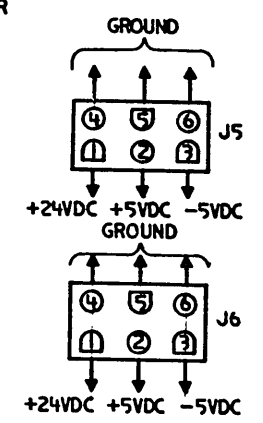 R
GROUND
4 5 6 J5
1 2 3
+24VDC +5VDC -5VDC
GROUND
4 5 6 J6
1 2 3
+24VDC +5VDC -5VDC